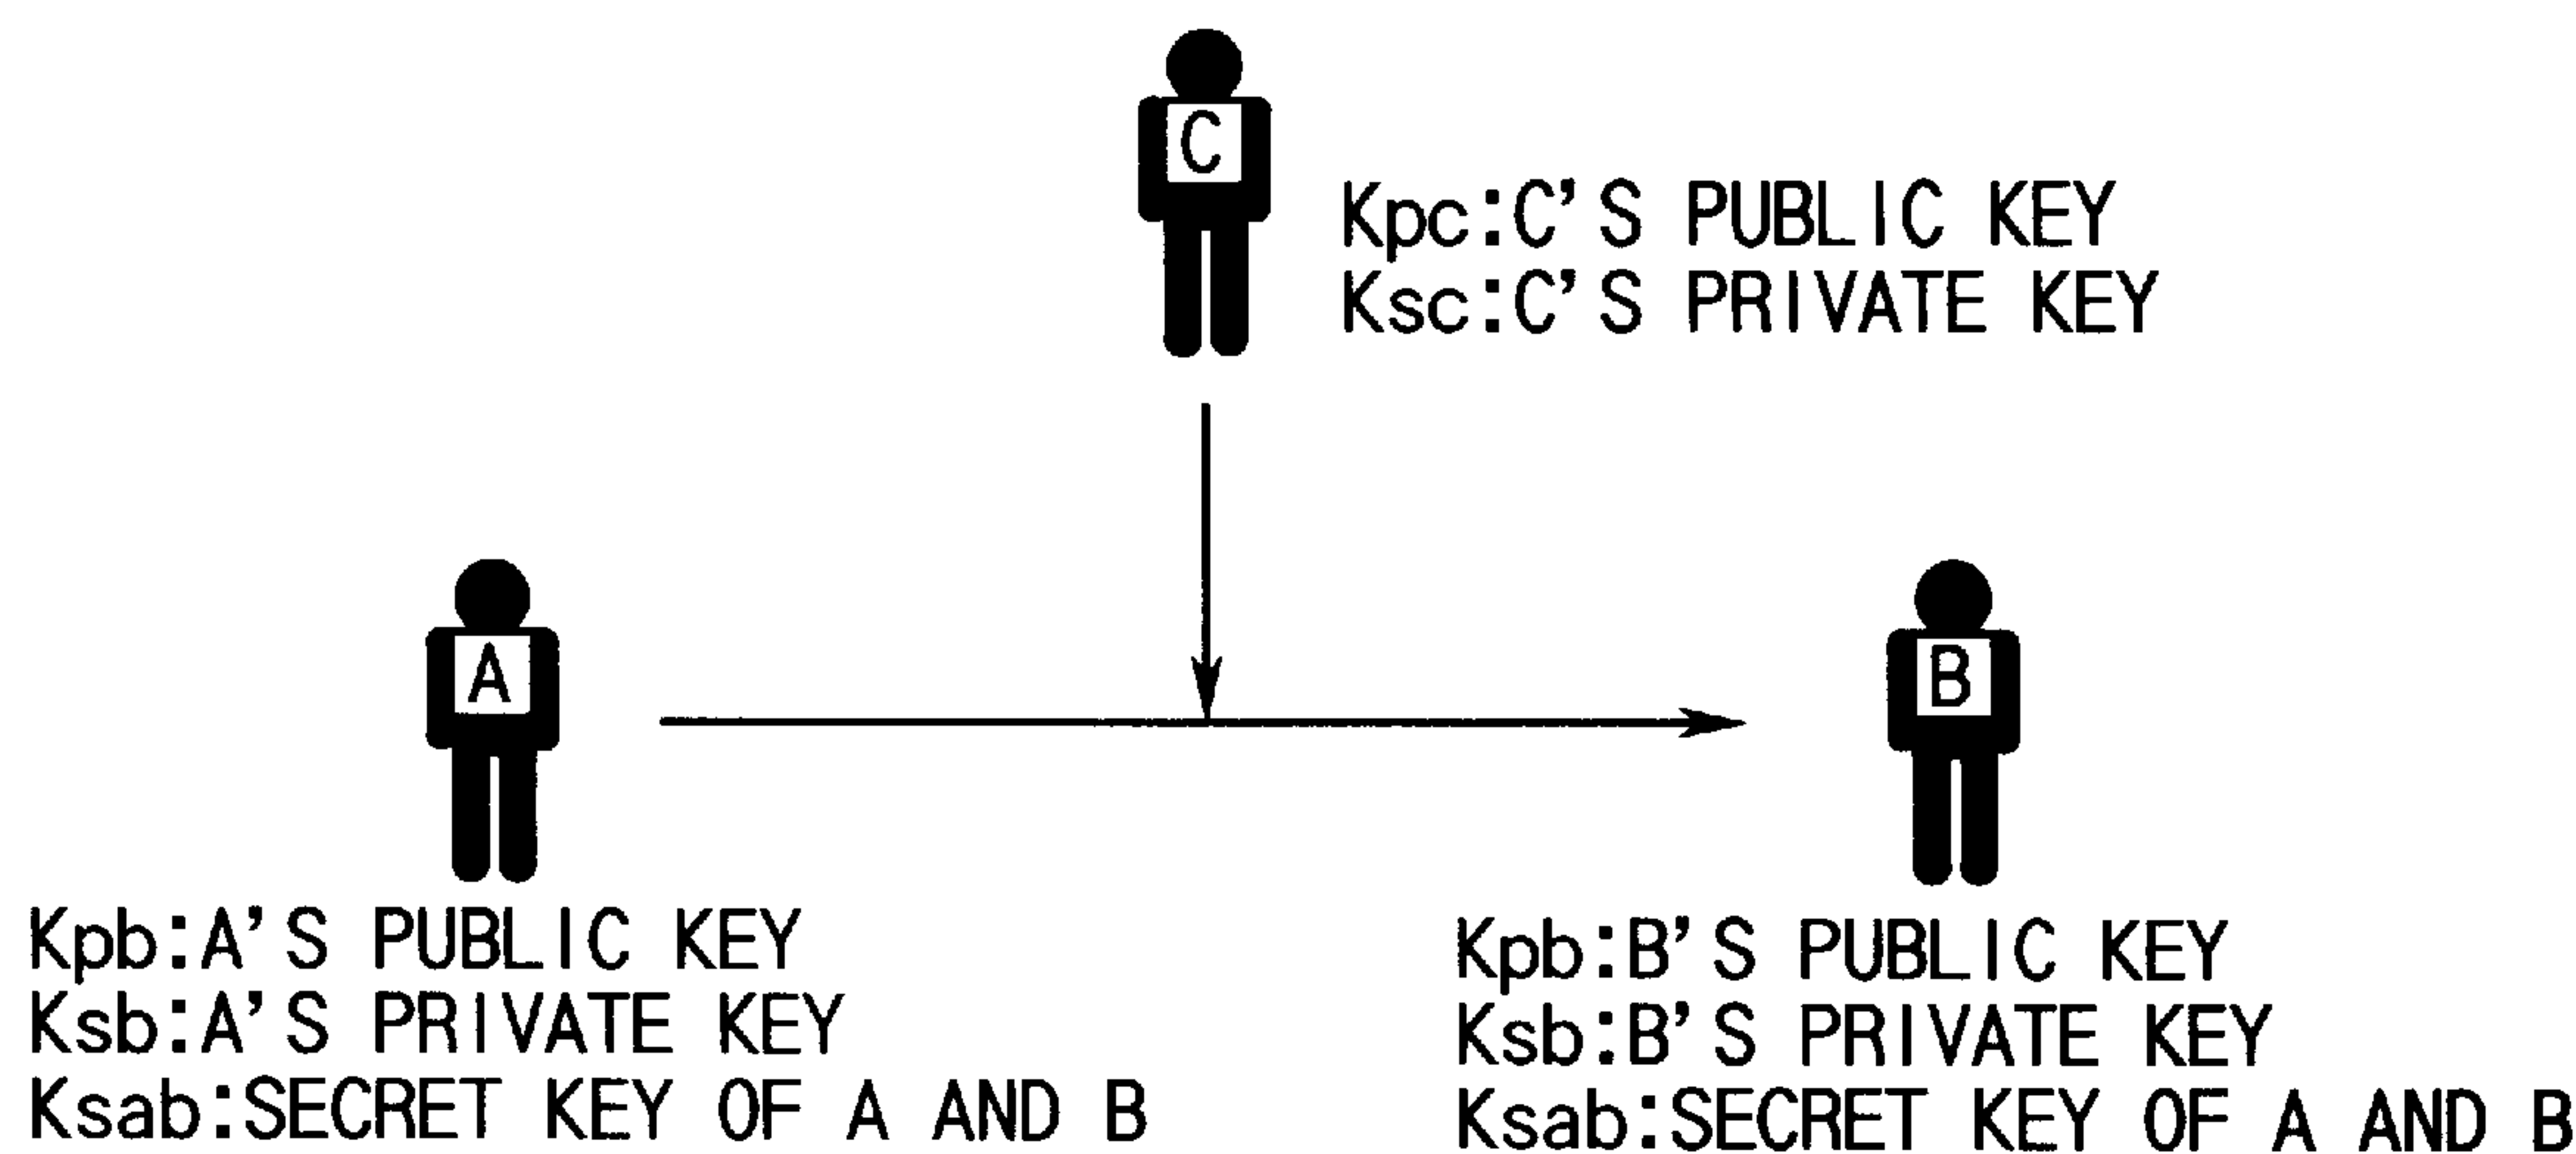 C
Kpc:C'S PUBLIC KEY
Ksc:C'S PRIVATE KEY
A
B
Kpb:A'S PUBLIC KEY
Ksb:A'S PRIVATE KEY
Ksab:SECRET KEY OF A AND B
Kpb:B'S PUBLIC KEY
Ksb:B'S PRIVATE KEY
Ksab:SECRET KEY OF A AND B